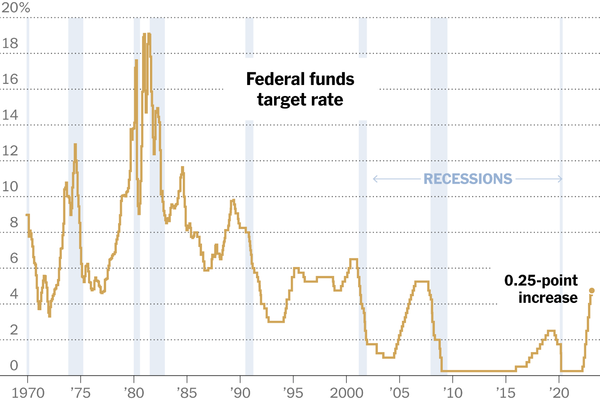 20%
18
16
14
12
10
8
6
4
2
0
Federal funds
target rate
RECESSIONS
0.25-point
increase
1970 ’75 ’80 ’85 ’90 ’95 2000 ’05 ’10 ’15 ’20